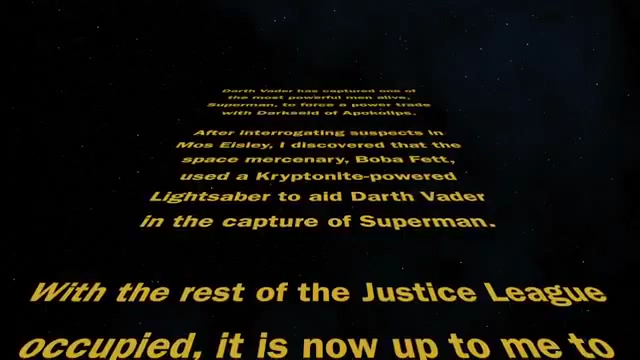 Darth Vader has captured one of
the most powerful men alive,
Superman, to force a power trade
with Darkseid of Apokolips.
After interrogating suspects in
Mos Eisley, I discovered that the
space mercenary, Boba Fett,
used a Kryptonite-powered
Lightsaber to aid Darth Vader
in the capture of Superman.
With the rest of the Justice League
occupied, it is now up to me to